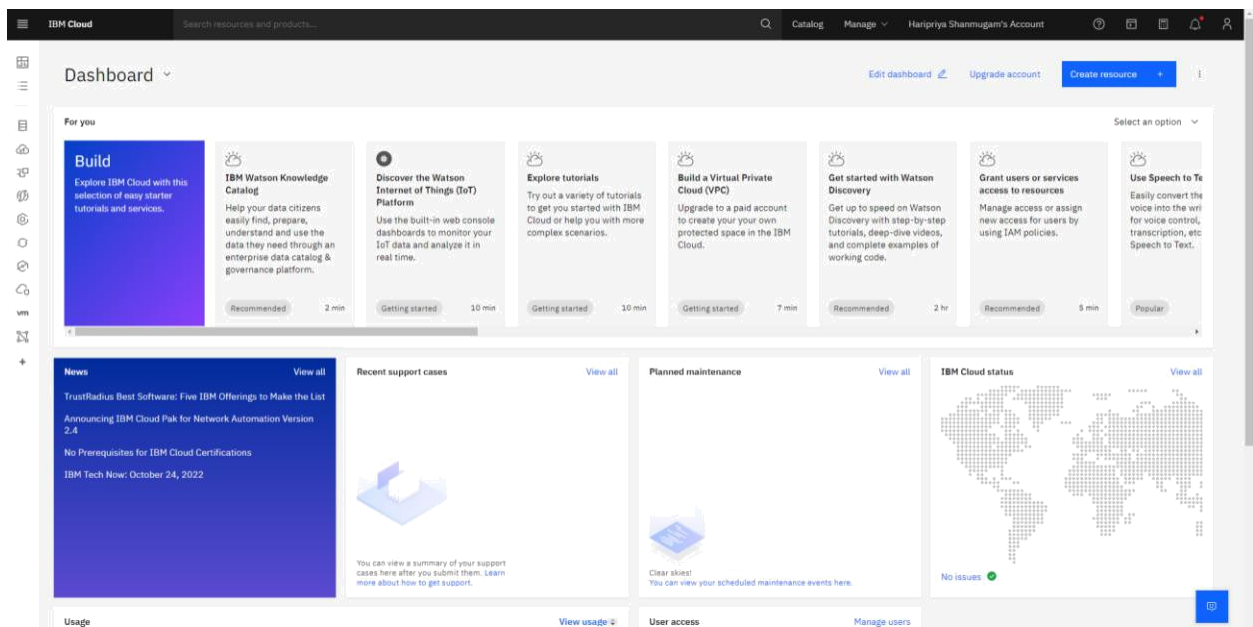 IBM Cloud
Search resources and products...
Catalog
Manage
Haripriya Shanmugam's Account
Dashboard
Edit dashboard
Upgrade account
Create resource +
For you
Select an option
Build
Explore IBM Cloud with this
selection of easy starter
tutorials and services.
IBM Watson Knowledge
Catalog
Help your data citizens
easily find, prepare,
understand and use the
data they need through an
enterprise data catalog &
governance platform.
Recommended
2 min
Discover the Watson
Internet of Things (IoT)
Platform
Use the built-in web console
dashboards to monitor your
IoT data and analyze it in
real time.
Getting started
10 min
Explore tutorials
Try out a variety of tutorials
to get you started with IBM
Cloud or help you with more
complex scenarios.
Getting started
10 min
Build a Virtual Private
Cloud (VPC)
Upgrade to a paid account
to create your your own
protected space in the IBM
Cloud.
Getting started
7 min
Get started with Watson
Discovery
Get up to speed on Watson
Discovery with step-by-step
tutorials, deep-dive videos,
and complete examples of
working code.
Recommended
2 hr
Grant users or services
access to resources
Manage access or assign
new access for users by
using IAM policies.
Recommended
5 min
Use Speech to Te
Easily convert the
voice into the wri
for voice control,
transcription, etc
Speech to Text.
Popular
vm
News
View all
TrustRadius Best Software: Five IBM Offerings to Make the List
Announcing IBM Cloud Pak for Network Automation Version
2.4
No Prerequisites for IBM Cloud Certifications
IBM Tech Now: October 24, 2022
Recent support cases
View all
You can view a summary of your support
cases here after you submit them. Learn
more about how to get support.
Planned maintenance
View all
Clear skies!
You can view your scheduled maintenance events here.
IBM Cloud status
View all
No issues
Usage
View usage
User access
Manage users